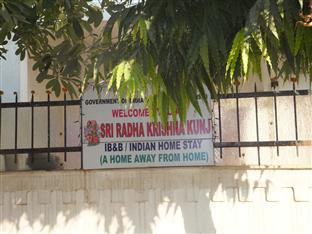 GOVERNMENT OF INDIA
WELCOME
SRI RADHA KRISHNA KUNJ
IB&B / INDIAN HOME STAY
(A HOME AWAY FROM HOME)